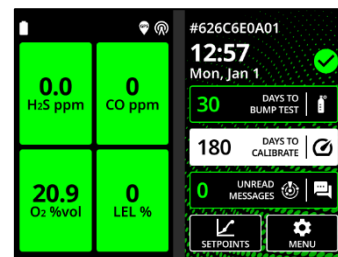 0.0
H₂S ppm
0
CO ppm
20.9
O₂ %vol
0
LEL %
#626C6E0A01
12:57
Mon, Jan 1
30 DAYS TO
BUMP TEST
180 DAYS TO
CALIBRATE
0 UNREAD
MESSAGES
SETPOINTS
MENU